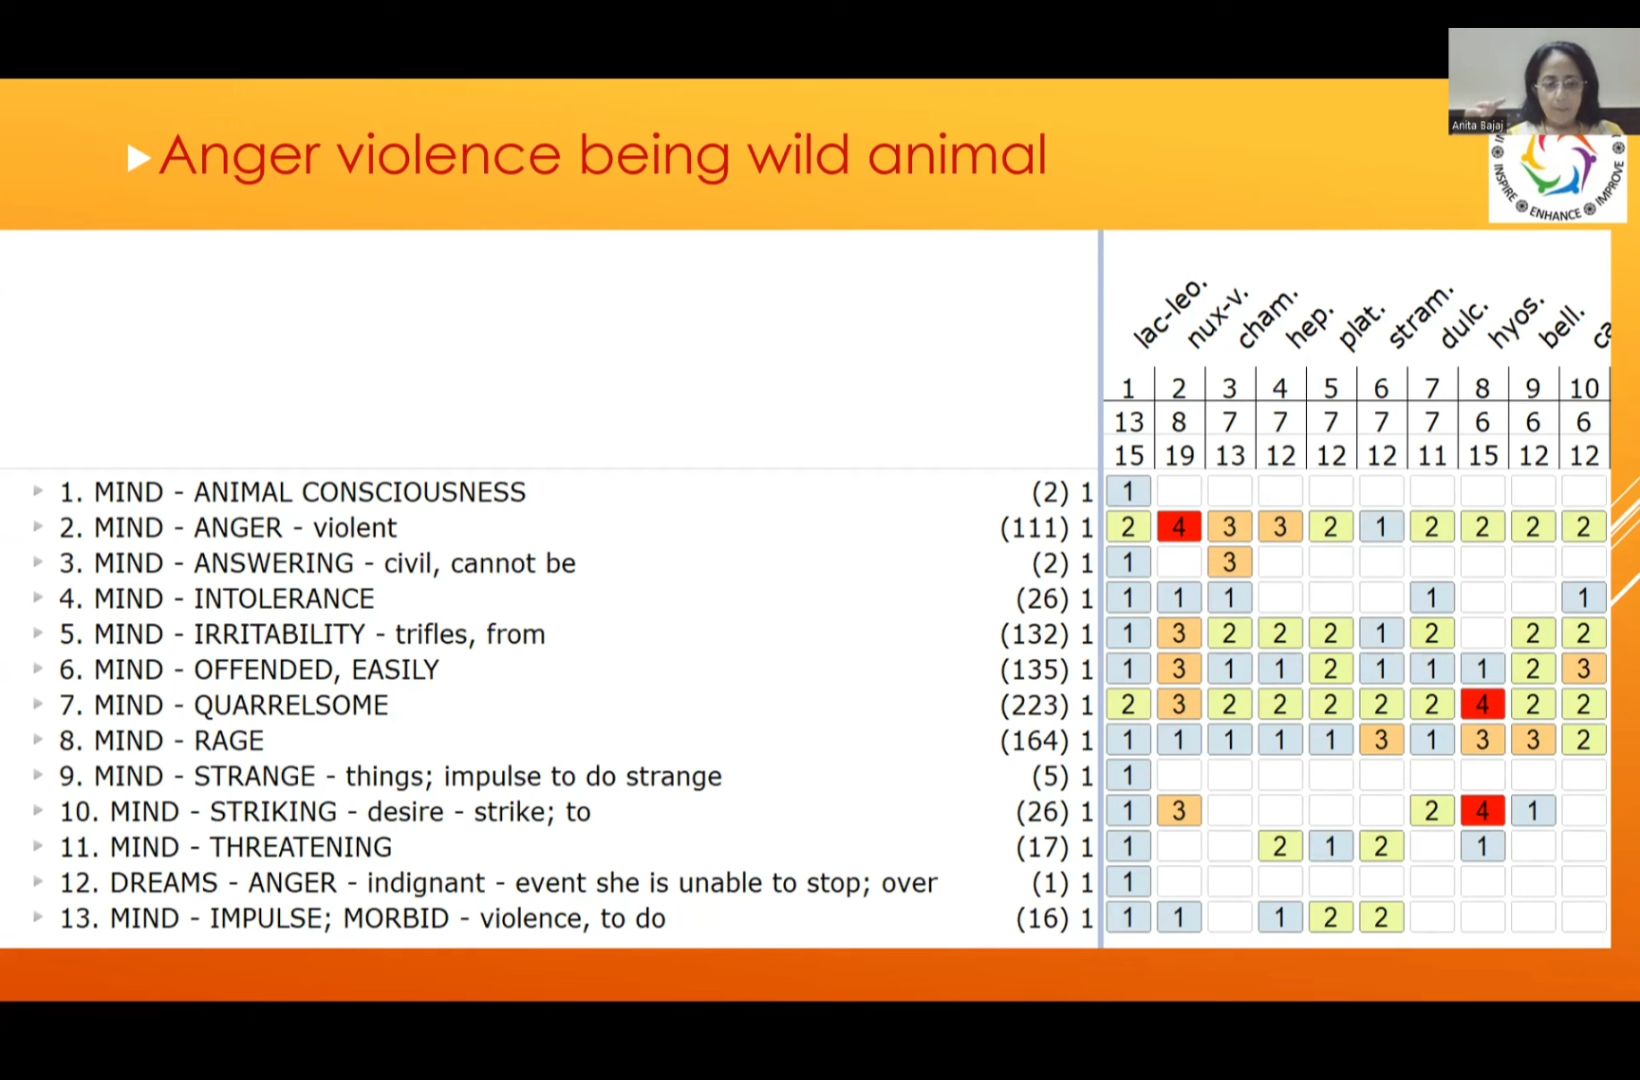 Anita Bajaj
INSPIRE ENHANCE IMPROVE
Anger violence being wild animal
lac-leo. nux-v. cham. hep. plat. stram. dulc. hyos. bell.
1 2 3 4 5 6 7 8 9 10
13 8 7 7 7 7 7 6 6 6
15 19 13 12 12 12 11 15 12 12
1. MIND - ANIMAL CONSCIOUSNESS (2) 1 1
2. MIND - ANGER - violent (111) 1 2 4 3 3 2 1 2 2 2 2
3. MIND - ANSWERING - civil, cannot be (2) 1 1 3
4. MIND - INTOLERANCE (26) 1 1 1 1 1 1
5. MIND - IRRITABILITY - trifles, from (132) 1 1 3 2 2 2 1 2 2 2
6. MIND - OFFENDED, EASILY (135) 1 1 3 1 1 2 1 1 1 2 3
7. MIND - QUARRELSOME (223) 1 2 3 2 2 2 2 2 4 2 2
8. MIND - RAGE (164) 1 1 1 1 1 1 3 1 3 3 2
9. MIND - STRANGE - things; impulse to do strange (5) 1 1
10. MIND - STRIKING - desire - strike; to (26) 1 1 3 2 4 1
11. MIND - THREATENING (17) 1 1 2 1 2 1
12. DREAMS - ANGER - indignant - event she is unable to stop; over (1) 1 1
13. MIND - IMPULSE; MORBID - violence, to do (16) 1 1 1 1 2 2